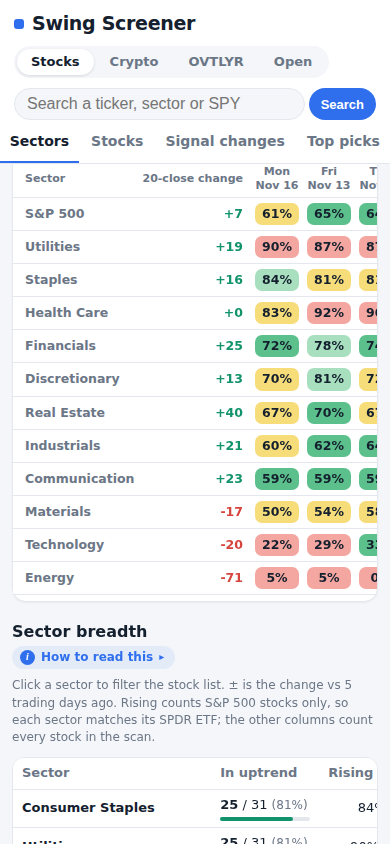 Swing Screener
Stocks Crypto OVTLYR Open
Search a ticker, sector or SPY Search
Sectors Stocks Signal changes Top picks
Sector 20-close change Mon Nov 16 Fri Nov 13
S&P 500 +7 61% 65%
Utilities +19 90% 87%
Staples +16 84% 81%
Health Care +0 83% 92%
Financials +25 72% 78%
Discretionary +13 70% 81%
Real Estate +40 67% 70%
Industrials +21 60% 62%
Communication +23 59% 59%
Materials -17 50% 54%
Technology -20 22% 29%
Energy -71 5% 5%
Sector breadth
i How to read this ▸
Click a sector to filter the stock list. ± is the change vs 5
trading days ago. Rising counts S&P 500 stocks only, so
each sector matches its SPDR ETF; the other columns count
every stock in the scan.
Sector In uptrend Rising
Consumer Staples 25 / 31 (81%) 84%
25 / 31 (81%)